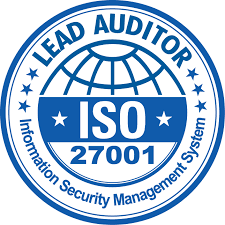 LEAD AUDITOR
ISO
27001
Information Security Management System